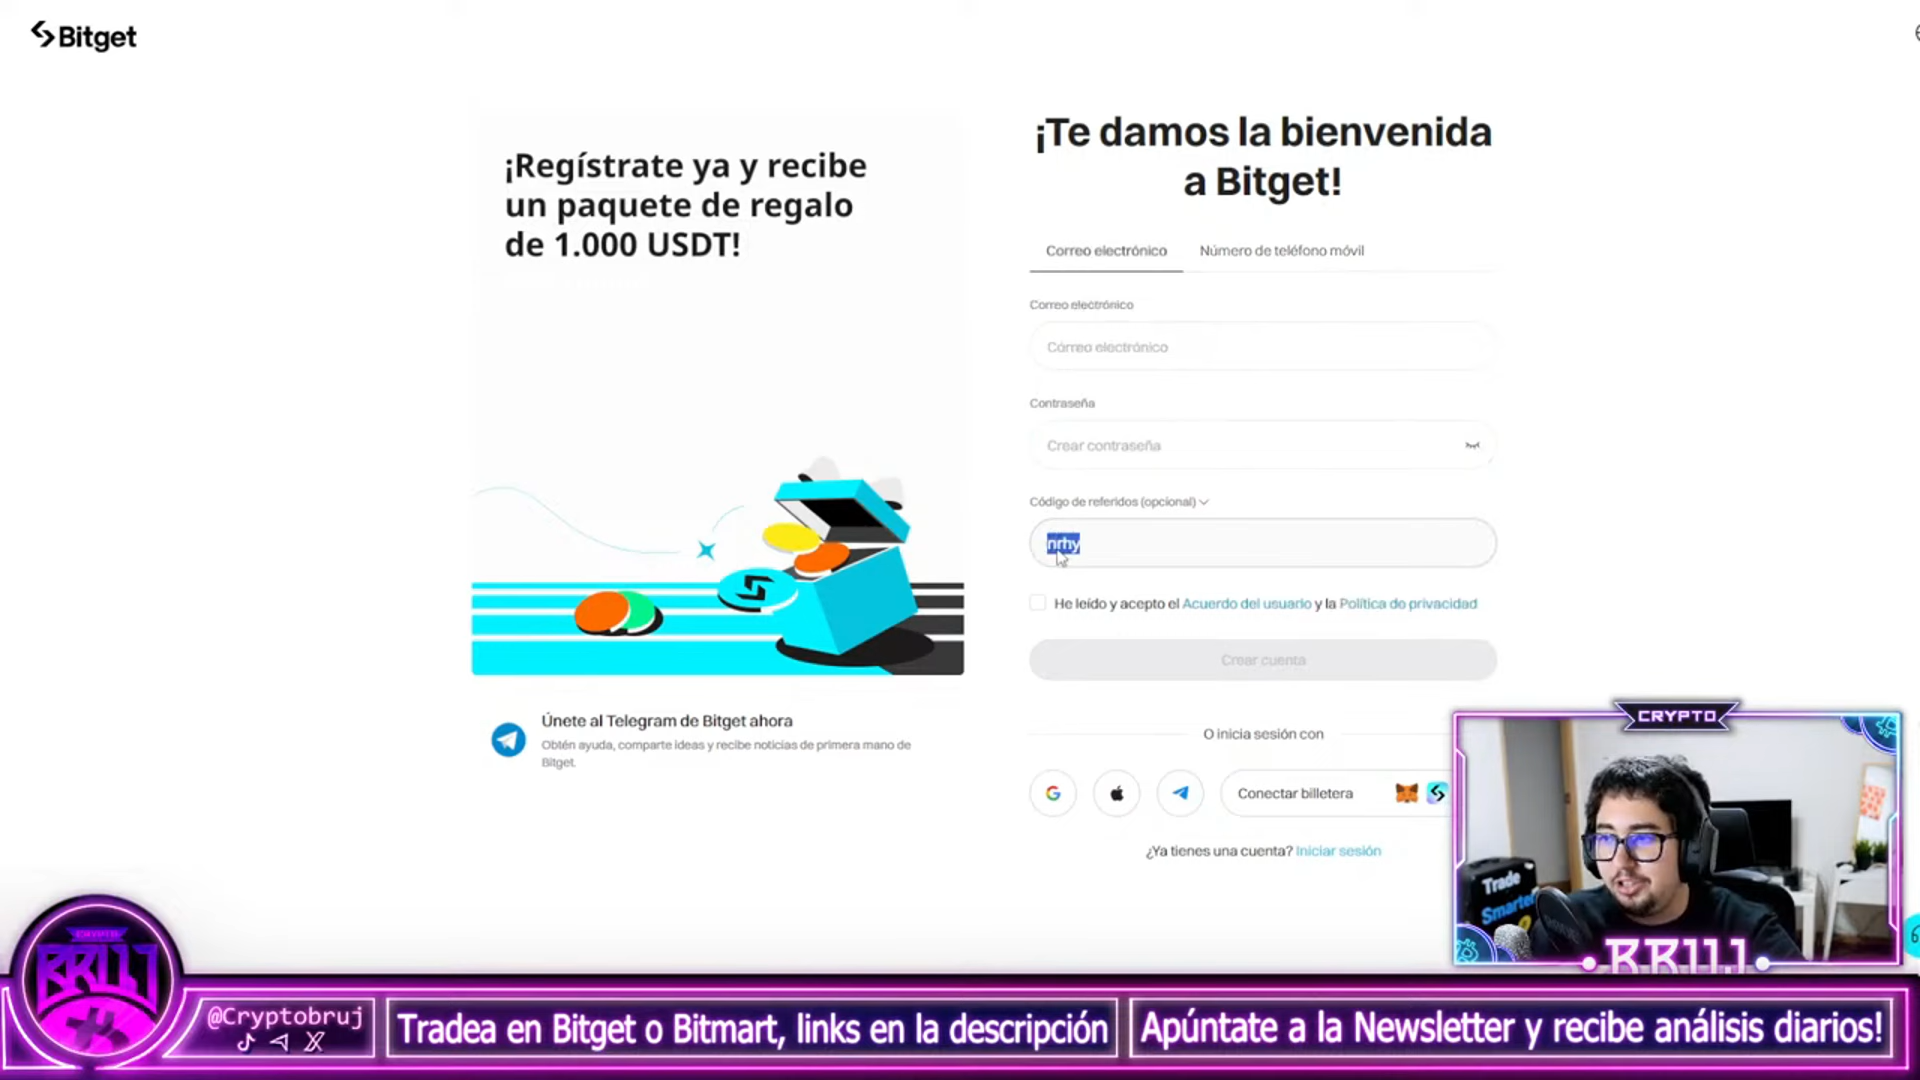 Bitget
¡Regístrate ya y recibe
un paquete de regalo
de 1.000 USDT!
Únete al Telegram de Bitget ahora
Obtén ayuda, comparte ideas y recibe noticias de primera mano de
Bitget.
¡Te damos la bienvenida
a Bitget!
Correo electrónico Número de teléfono móvil
Correo electrónico
Correo electrónico
Contraseña
Crear contraseña
Código de referidos (opcional)
nrhy
He leído y acepto el Acuerdo del usuario y la Política de privacidad
Crear cuenta
O inicia sesión con
Conectar billetera
¿Ya tienes una cuenta? Iniciar sesión
CRYPTO
Trade
Smarter
BRUJ
CRYPTO
BRUJ
@Cryptobruj
Tradea en Bitget o Bitmart, links en la descripción
Apúntate a la Newsletter y recibe análisis diarios!